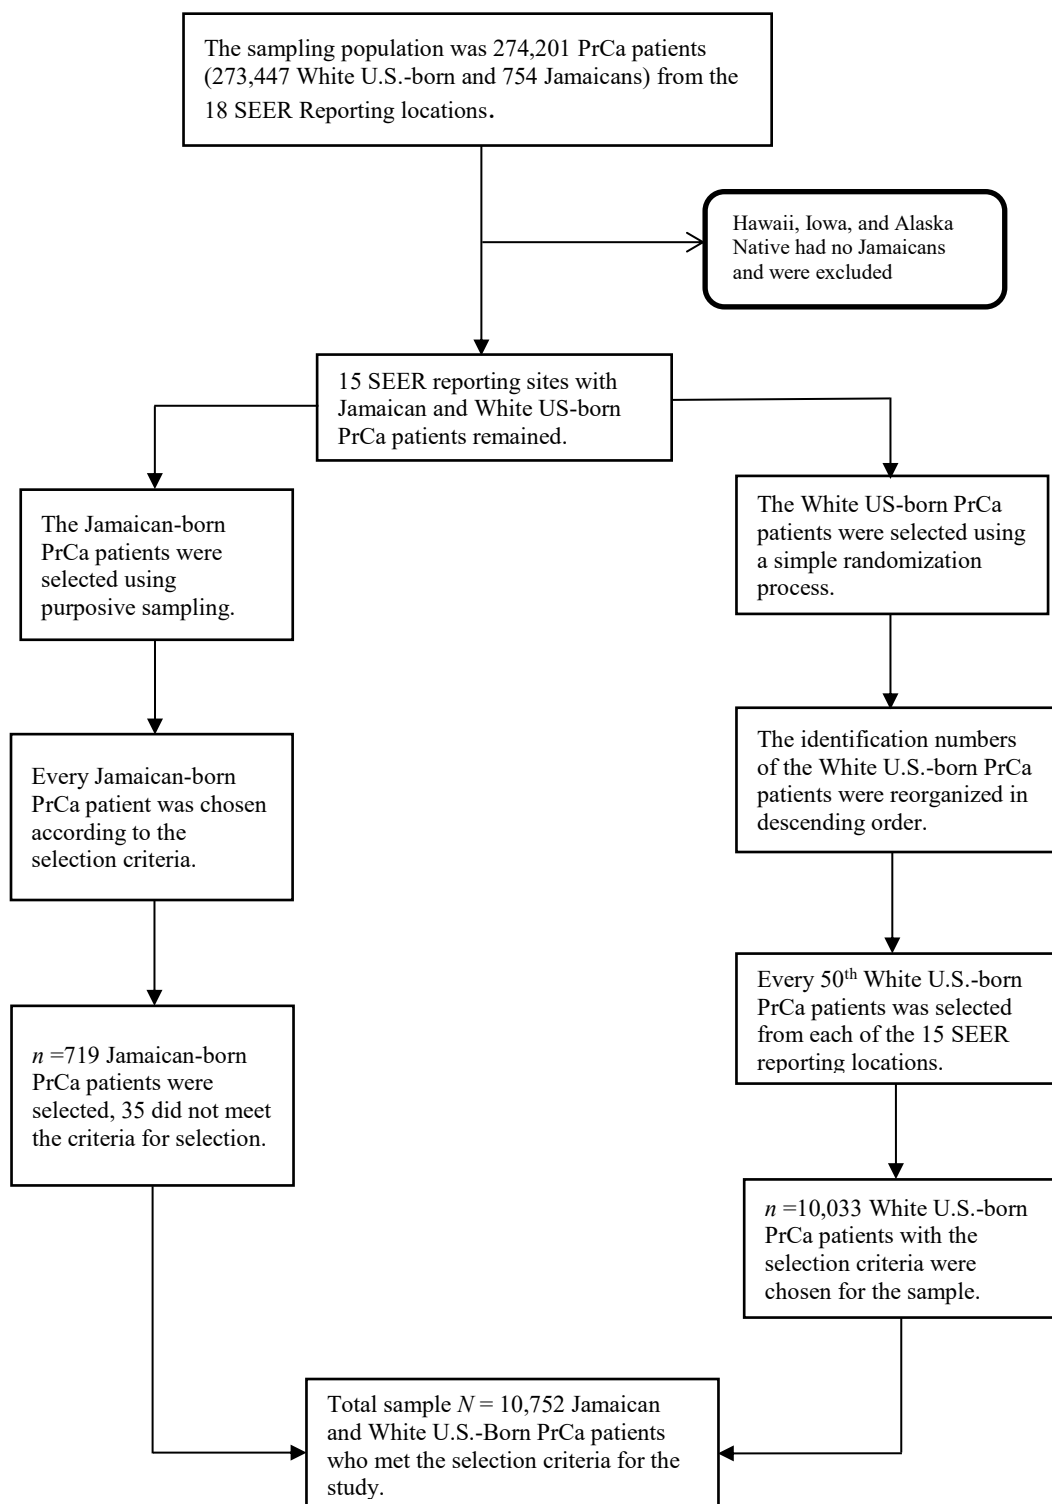 The sampling population was 274,201 PrCa patients
(273,447 White U.S.-born and 754 Jamaicans) from the
18 SEER Reporting locations.
Hawaii, Iowa, and Alaska
Native had no Jamaicans
and were excluded
15 SEER reporting sites with
Jamaican and White US-born
PrCa patients remained.
The Jamaican-born
PrCa patients were
selected using
purposive sampling.
The White US-born PrCa
patients were selected using
a simple randomization
process.
Every Jamaican-born
PrCa patient was chosen
according to the
selection criteria.
The identification numbers
of the White U.S.-born PrCa
patients were reorganized in
descending order.
Every 50th White U.S.-born
PrCa patients was selected
from each of the 15 SEER
reporting locations.
n =719 Jamaican-born
PrCa patients were
selected, 35 did not meet
the criteria for selection.
n =10,033 White U.S.-born
PrCa patients with the
selection criteria were
chosen for the sample.
Total sample N = 10,752 Jamaican
and White U.S.-Born PrCa patients
who met the selection criteria for the
study.